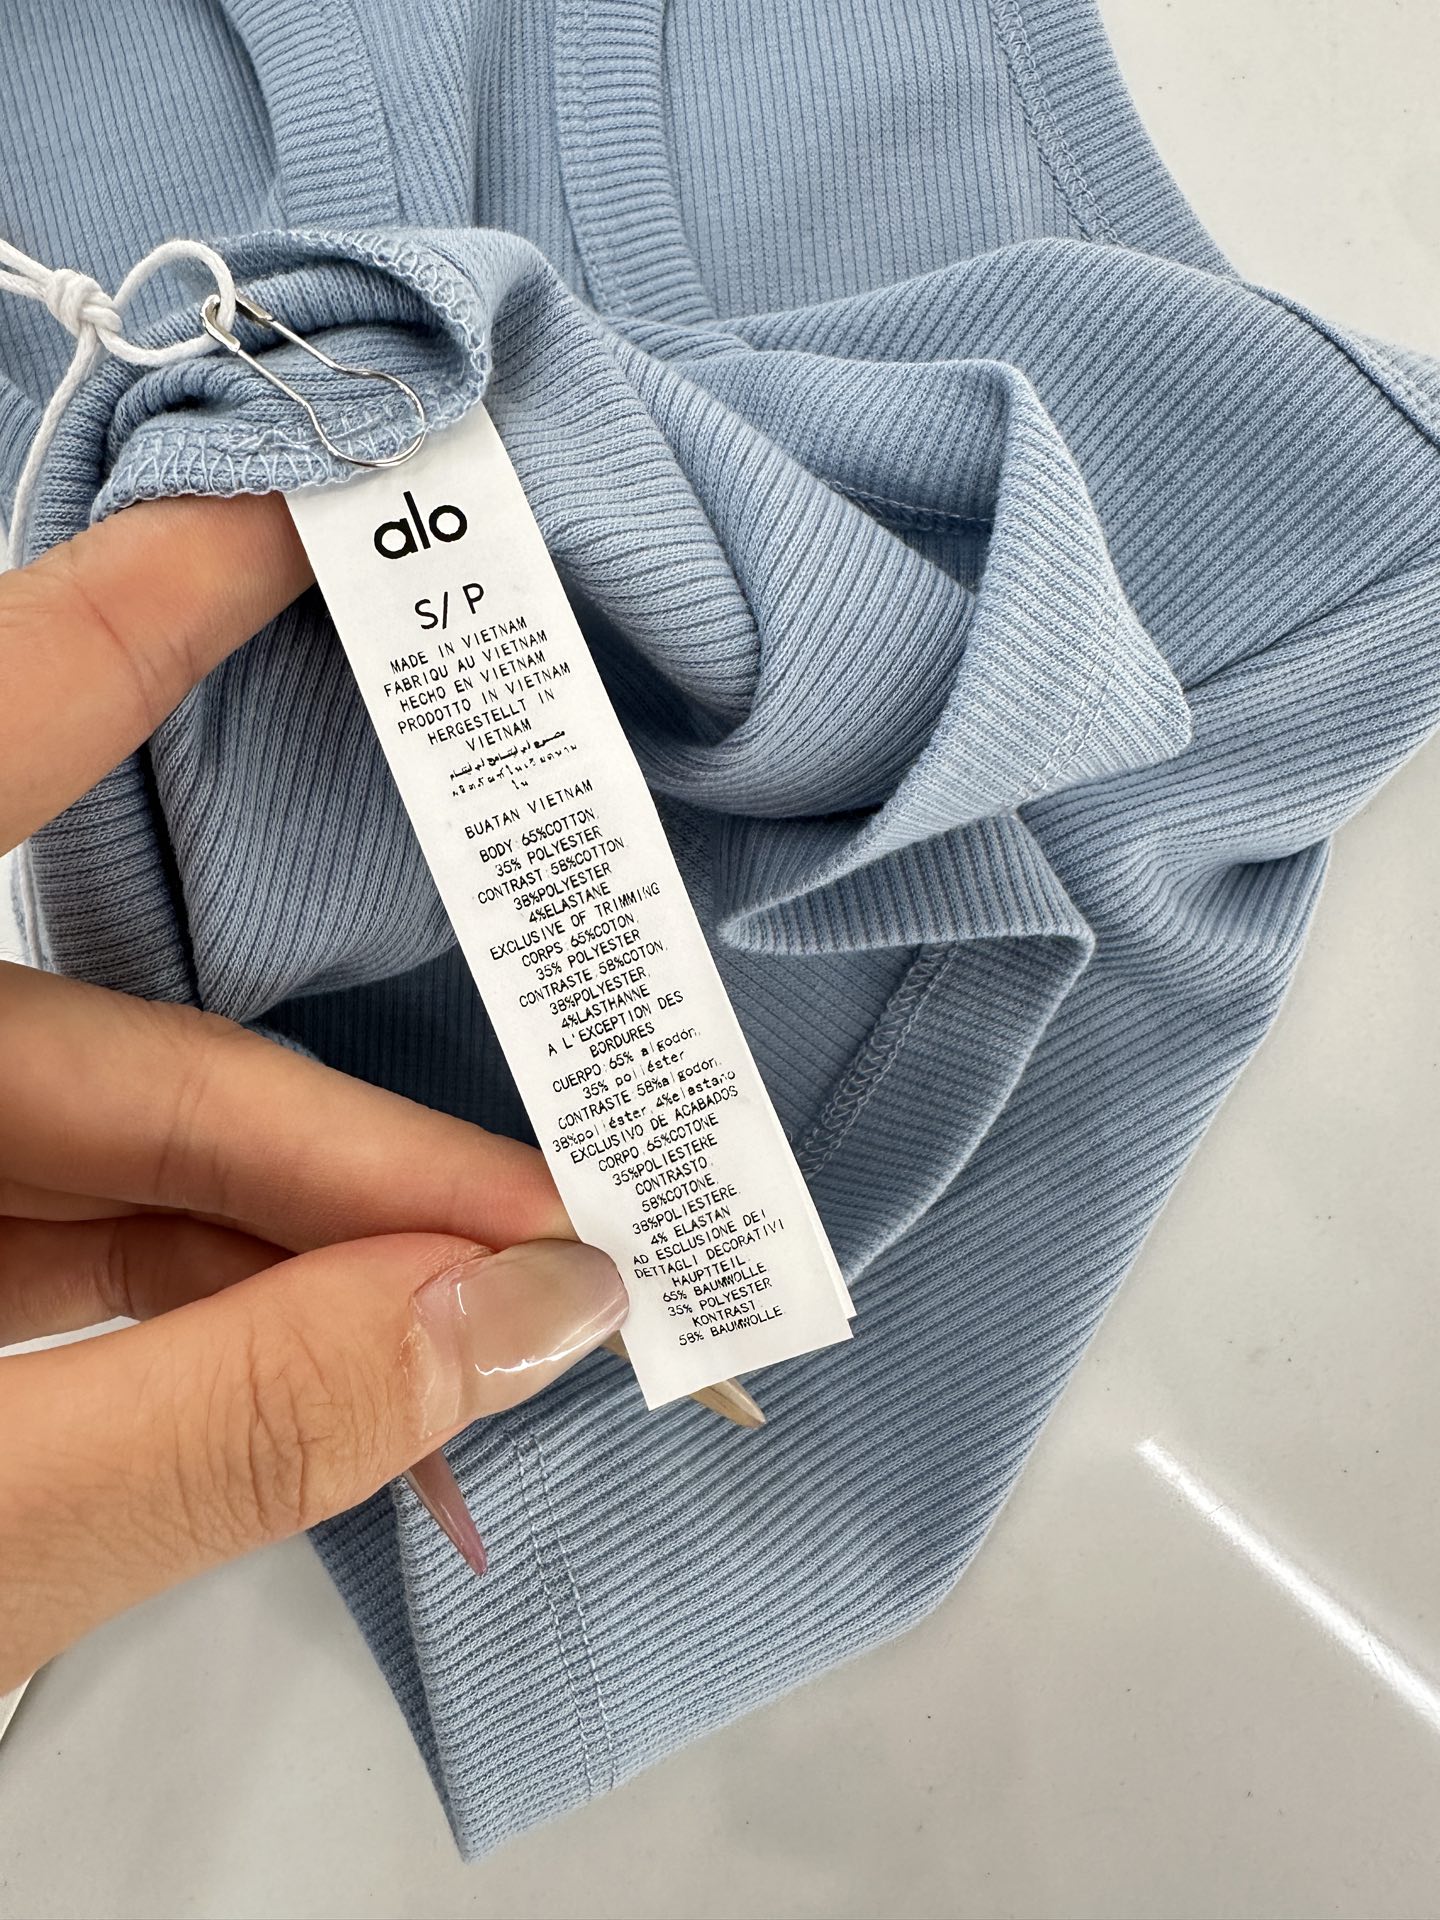 alo
S/ P
MADE IN VIETNAM
FABRIQU AU VIETNAM
HECHO EN VIETNAM
PRODOTTO IN VIETNAM
HERGESTELLT IN
VIETNAM
BUATAN VIETNAM
BODY: 65%COTTON,
35% POLYESTER
CONTRAST:58%COTTON,
38%POLYESTER
4%ELASTANE
EXCLUSIVE OF TRIMMING
CORPS: 65%COTON,
35% POLYESTER
CONTRASTE:58%COTON,
38%POLYESTER,
4%LASTHANNE
A L'EXCEPTION DES
BORDURES
CUERPO: 65% algodón,
35% poliéster
CONTRASTE:58%algodón,
38%poliéster,4%elastano
EXCLUSIVO DE ACABADOS
CORPO:65%COTONE
35%POLIESTERE
CONTRASTO:
58%COTONE,
38%POLIESTERE,
4% ELASTAN
AD ESCLUSIONE DEI
DETTAGLI DECORATIVI
HAUPTTEIL:
65% BAUMWOLLE
35% POLYESTER
KONTRAST:
58% BAUMWOLLE,